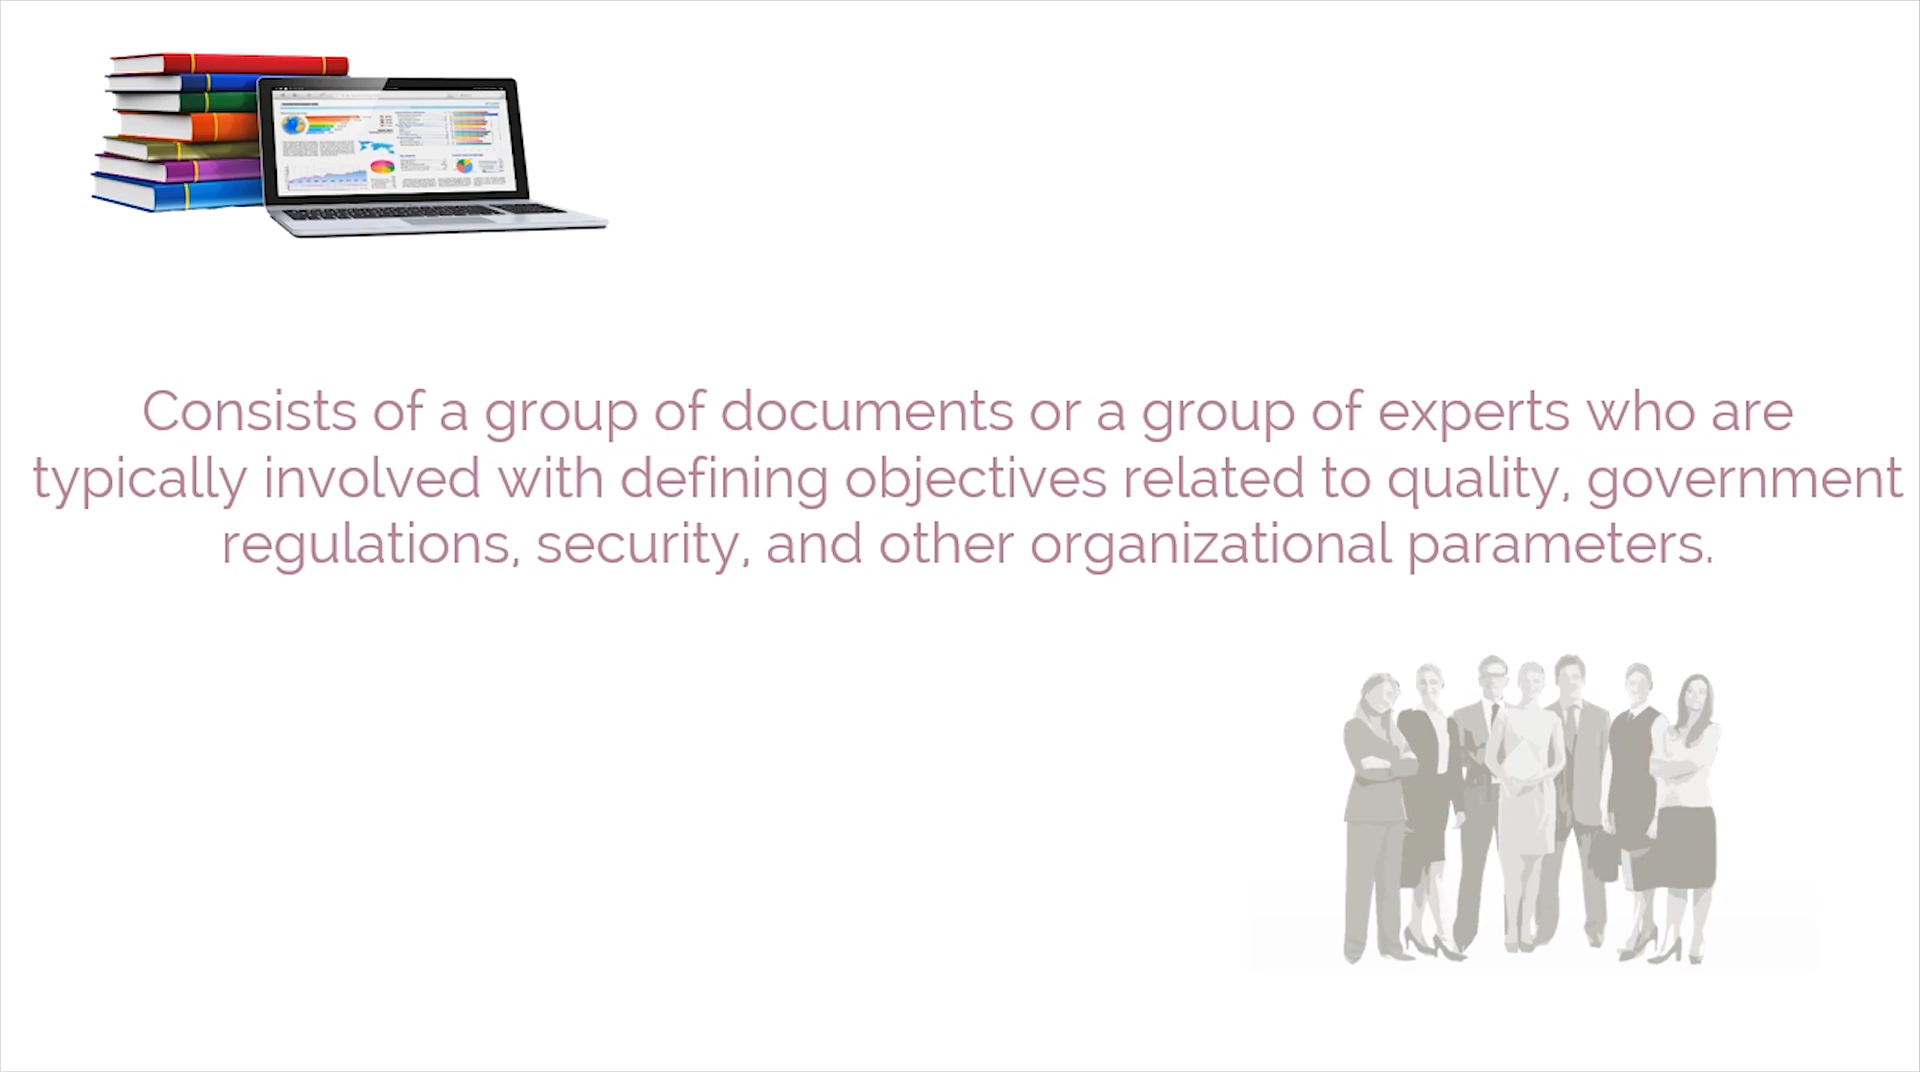 Consists of a group of documents or a group of experts who are
typically involved with defining objectives related to quality, government
regulations, security, and other organizational parameters.